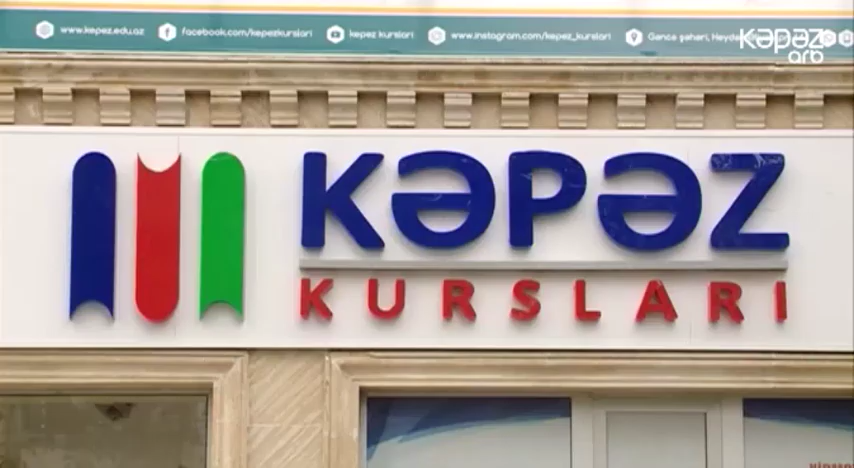 www.kepez.edu.az facebook.com/kepezkurslari kepez kurslari www.instagram.com/kepez_kurslari Gəncə şəhəri,
KəPəZ
arb
KƏPƏZ
KURSLARI